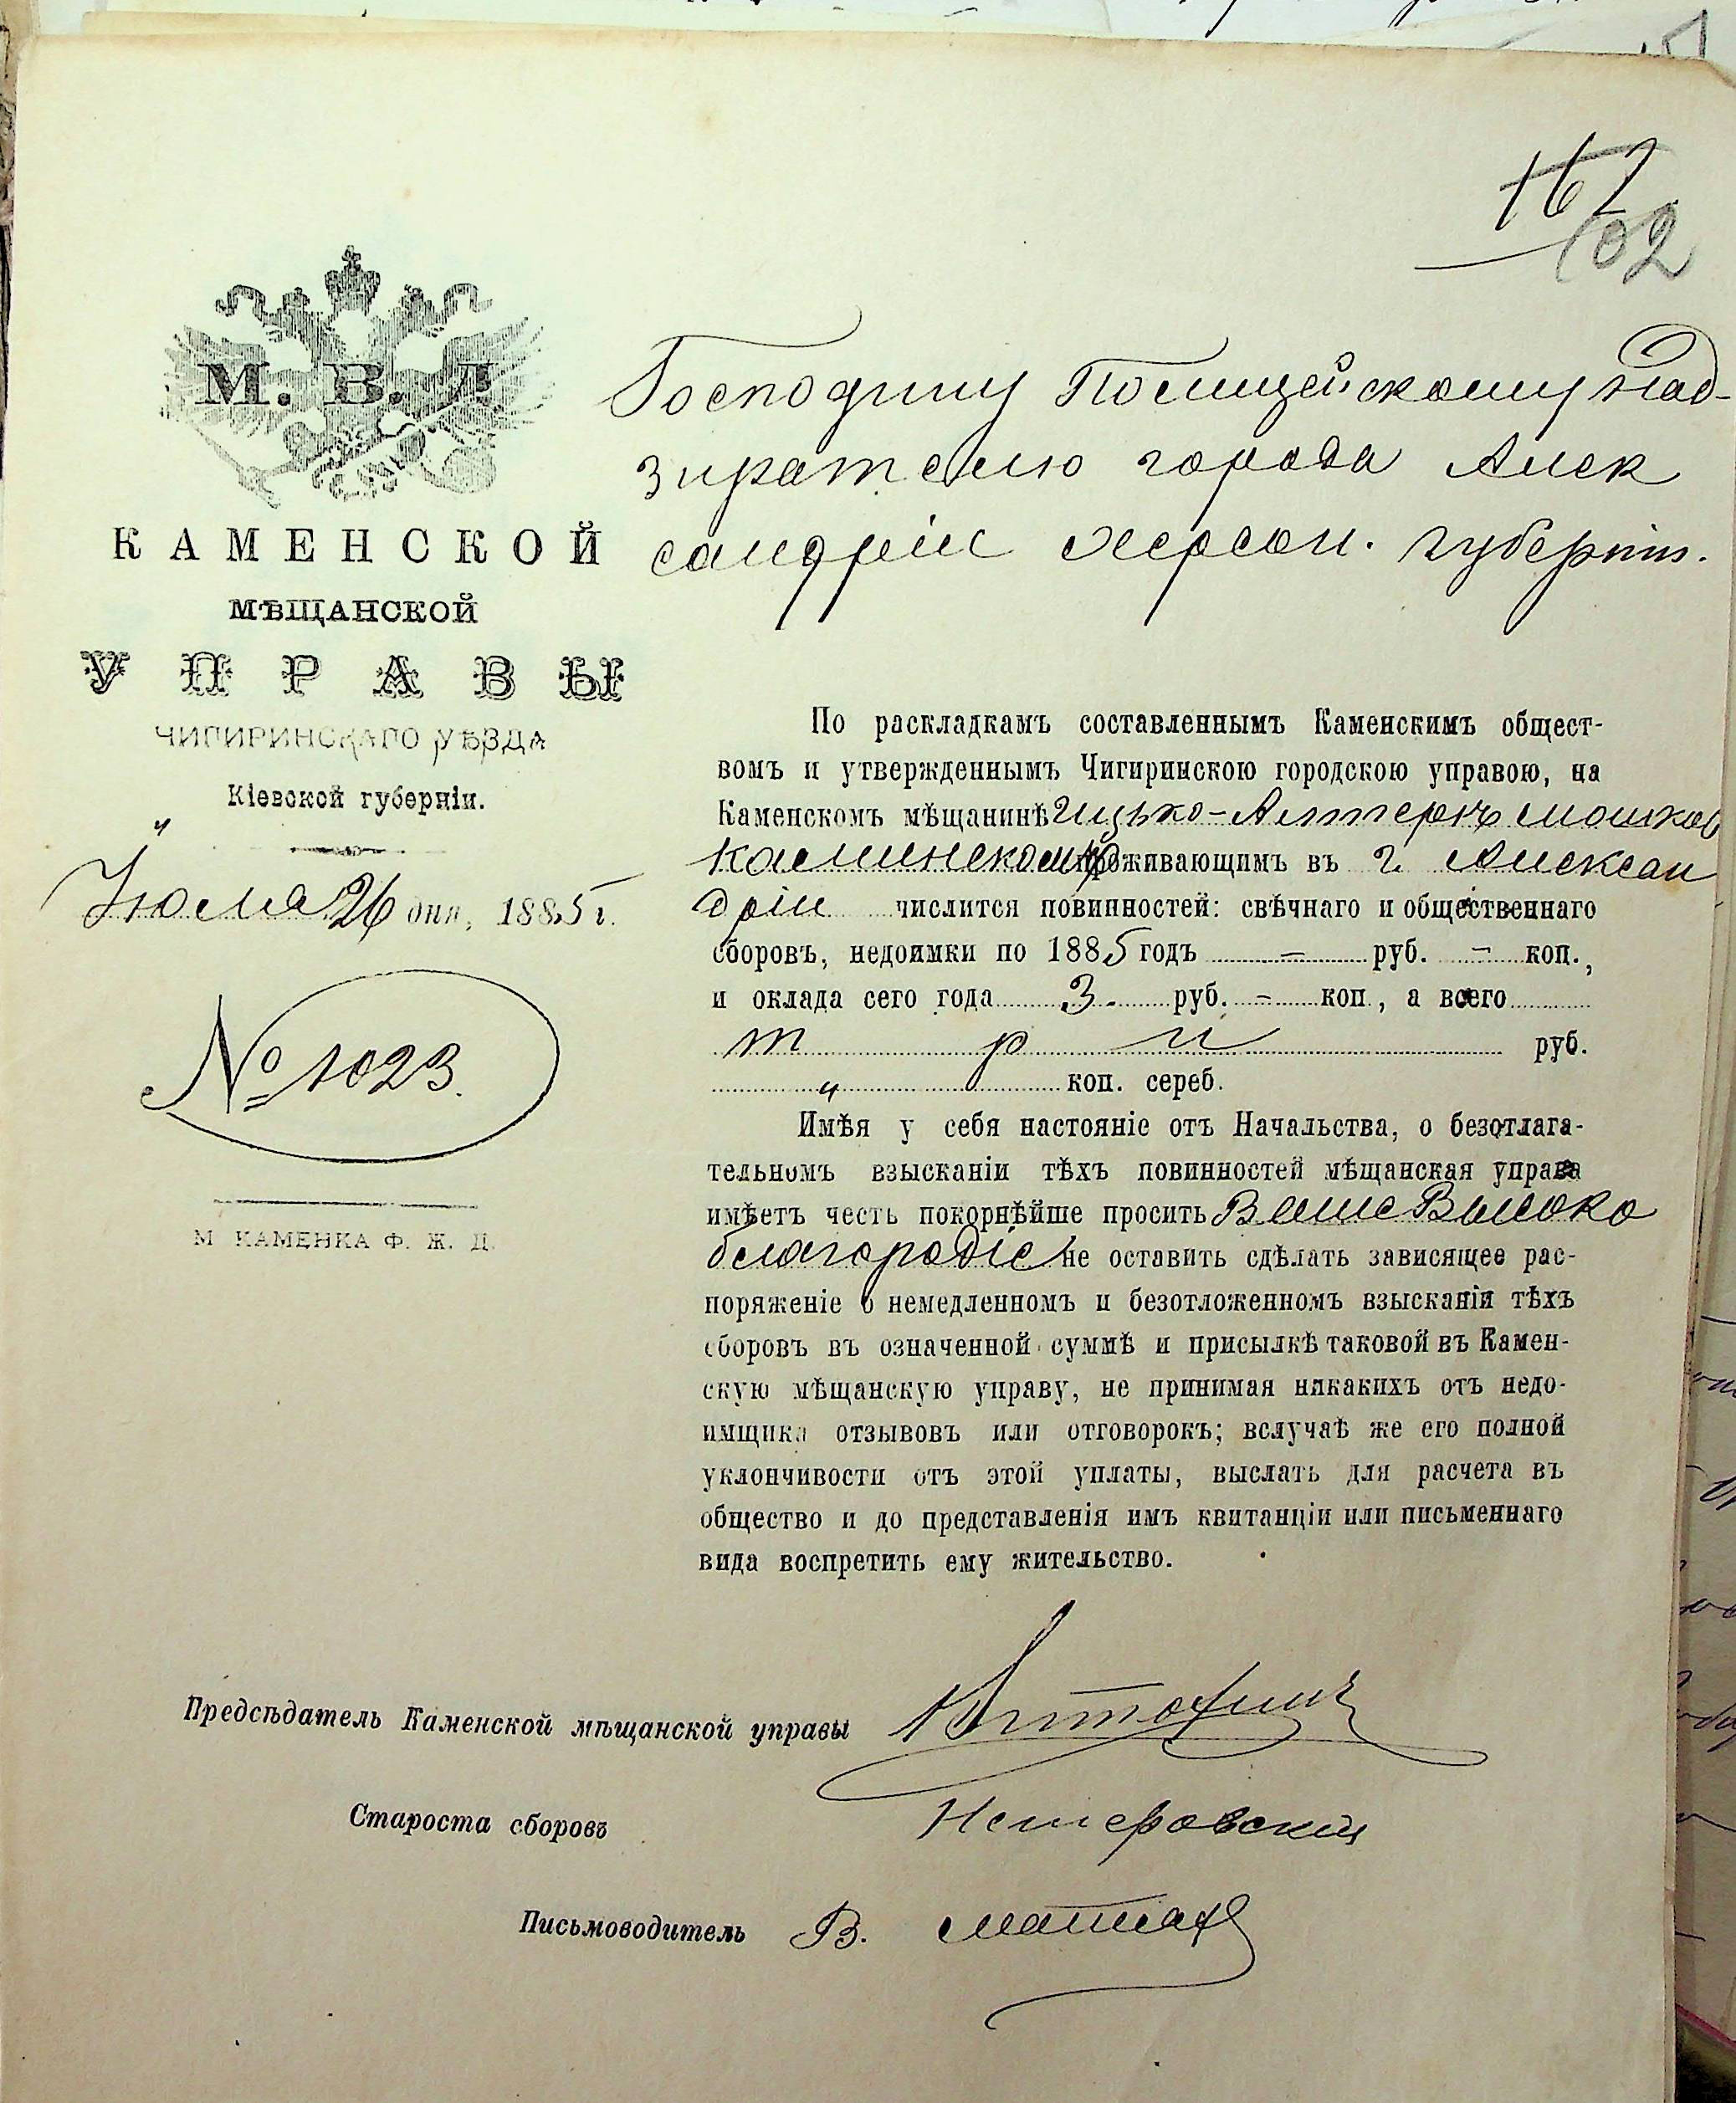 167
102
М. В. Д.
КАМЕНСКОЙ
МѢЩАНСКОЙ
УПРАВЫ
ЧИГИРИНСКАГО УѢЗДА
Кіевской губерніи.
Іюля 26 дня, 1885 г.
№ 1023.
М КАМЕНКА Ф. Ж. Д.
Господину Полицейскому Над-
зирателю города Алек
сандріи Херсон. губерніи.
По раскладкамъ составленнымъ Каменскимъ общест-
вомъ и утвержденнымъ Чигиринскою городскою управою, на
Каменскомъ мѣщанинѣ Ицько-Алтеръ Мошков
Каминскому проживающимъ въ г. Алексан
дріи числится повинностей: свѣчнаго и общественнаго
сборовъ, недоимки по 1885 годъ — руб. — коп.,
и оклада сего года 3 руб. — коп., а всего
три руб.
" коп. сереб.
Имѣя у себя настояніе отъ Начальства, о безотлага-
тельномъ взысканіи тѣхъ повинностей мѣщанская управа
имѣетъ честь покорнѣйше просить Ваше Высоко
благородіе не оставить сдѣлать зависящее рас-
поряженіе о немедленномъ и безотложенномъ взысканіи тѣхъ
сборовъ въ означенной суммѣ и присылкѣ таковой въ Камен-
скую мѣщанскую управу, не принимая никакихъ отъ недо-
имщика отзывовъ или отговорокъ; вслучаѣ же его полной
уклончивости отъ этой уплаты, выслать для расчета въ
общество и до представленія имъ квитанціи или письменнаго
вида воспретить ему жительство.
Предсѣдатель Каменской мѣщанской управы
Староста сборовъ
Письмоводитель В.